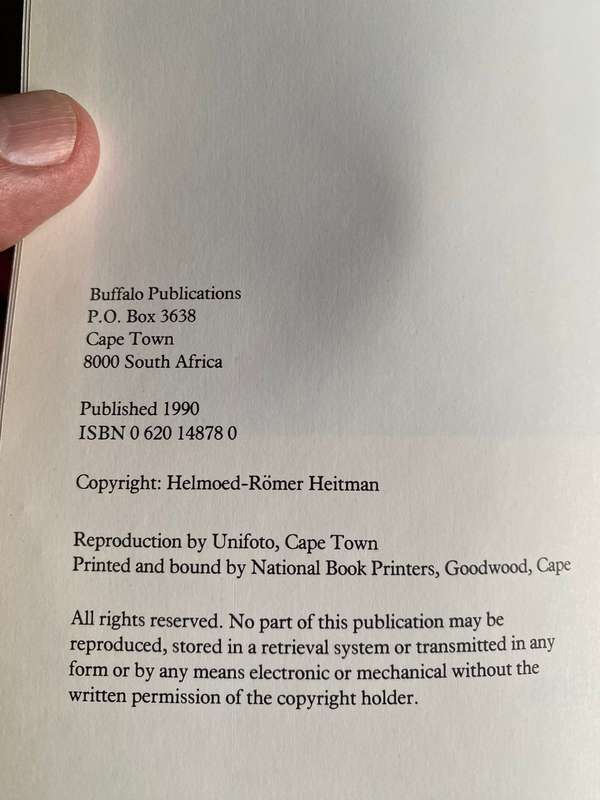 Buffalo Publications
P.O. Box 3638
Cape Town
8000 South Africa
Published 1990
ISBN 0 620 14878 0
Copyright: Helmoed-Römer Heitman
Reproduction by Unifoto, Cape Town
Printed and bound by National Book Printers, Goodwood, Cape
All rights reserved. No part of this publication may be
reproduced, stored in a retrieval system or transmitted in any
form or by any means electronic or mechanical without the
written permission of the copyright holder.